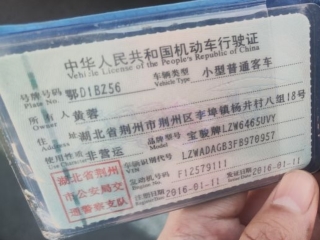 中华人民共和国机动车行驶证
Vehicle License of the People's Republic of China
号牌号码 鄂D1BZ56 车辆类型 小型普通客车
Plate No. Vehicle Type
所有人 黄蓉
Owner
住址 湖北省荆州市荆州区李埠镇杨井村八组18号
Address
使用性质 非营运 品牌型号 宝骏牌LZW6465UVY
车辆识别代号 LZWADAGB3FB970957
VIN
湖北省荆州市公安局交通警察支队
发动机号码 F12579111
Engine No.
注册日期 2016-01-11 发证日期 2016-01-11